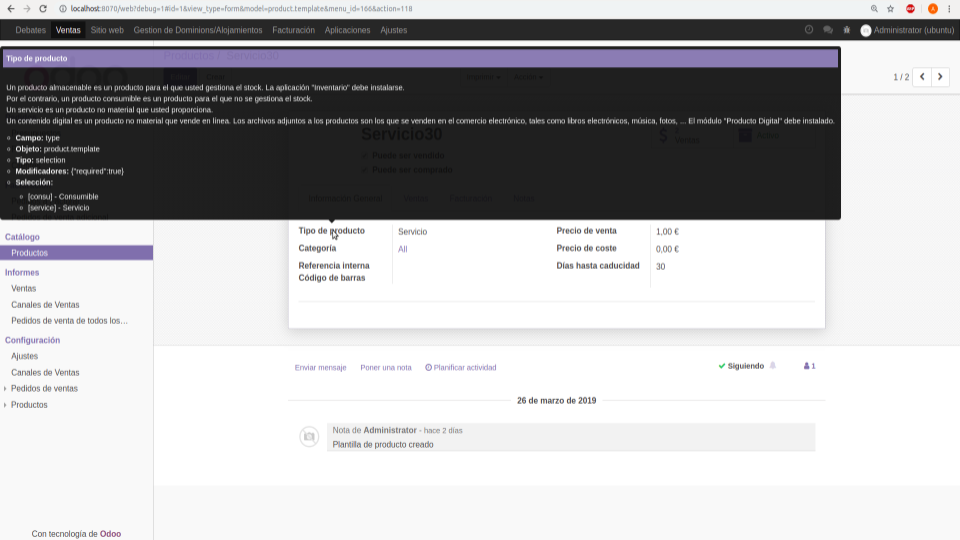 localhost:8070/web?debug=1#id=1&view_type=form&model=product.template&menu_id=166&action=118
Debates Ventas Sitio web Gestion de Dominions/Alojamientos Facturación Aplicaciones Ajustes Administrator (ubuntu)
Tipo de producto
1 / 2
Un producto almacenable es un producto para el que usted gestiona el stock. La aplicación "Inventario" debe instalarse.
Por el contrario, un producto consumible es un producto para el que no se gestiona el stock.
Un servicio es un producto no material que usted proporciona.
Un contenido digital es un producto no material que vende en línea. Los archivos adjuntos a los productos son los que se venden en el comercio electrónico, tales como libros electrónicos, música, fotos, ... El módulo "Producto Digital" debe instalado.
Servicio30
Campo: type
Objeto: product.template
Puede ser vendido
Tipo: selection
Modificadores: {"required":true}
Puede ser comprado
Selección:
[consu] - Consumible
[service] - Servicio
Catálogo
Productos
Informes
Ventas
Canales de Ventas
Pedidos de venta de todos los...
Configuración
Ajustes
Canales de Ventas
Pedidos de ventas
Productos
Con tecnología de Odoo
Tipo de producto Servicio
Categoría All
Referencia interna
Código de barras
Precio de venta 1,00 €
Precio de coste 0,00 €
Días hasta caducidad 30
Enviar mensaje Poner una nota Planificar actividad Siguiendo 1
26 de marzo de 2019
Nota de Administrator - hace 2 días
Plantilla de producto creado